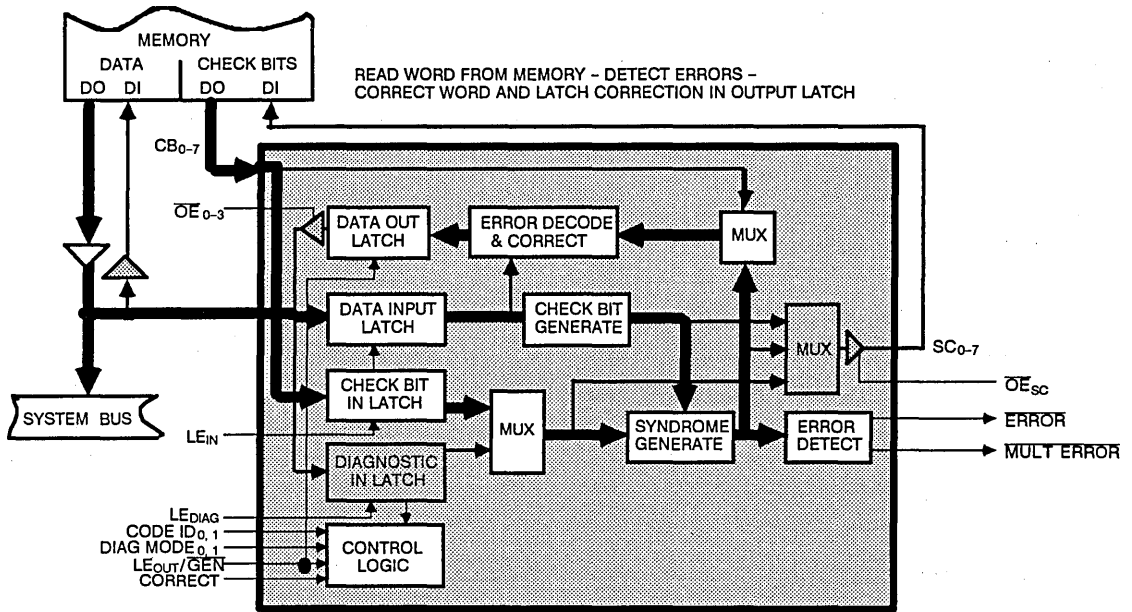 MEMORY
DATA CHECK BITS
DO DI DO DI
READ WORD FROM MEMORY – DETECT ERRORS –
CORRECT WORD AND LATCH CORRECTION IN OUTPUT LATCH
CB0–7
OE 0–3
DATA OUT
LATCH
ERROR DECODE
& CORRECT
MUX
DATA INPUT
LATCH
CHECK BIT
GENERATE
MUX
SC0–7
OESC
CHECK BIT
IN LATCH
MUX
SYNDROME
GENERATE
ERROR
DETECT
ERROR
MULT ERROR
SYSTEM BUS
LEIN
DIAGNOSTIC
IN LATCH
LEDIAG
CODE ID0, 1
DIAG MODE0, 1
LEOUT/GEN
CORRECT
CONTROL
LOGIC